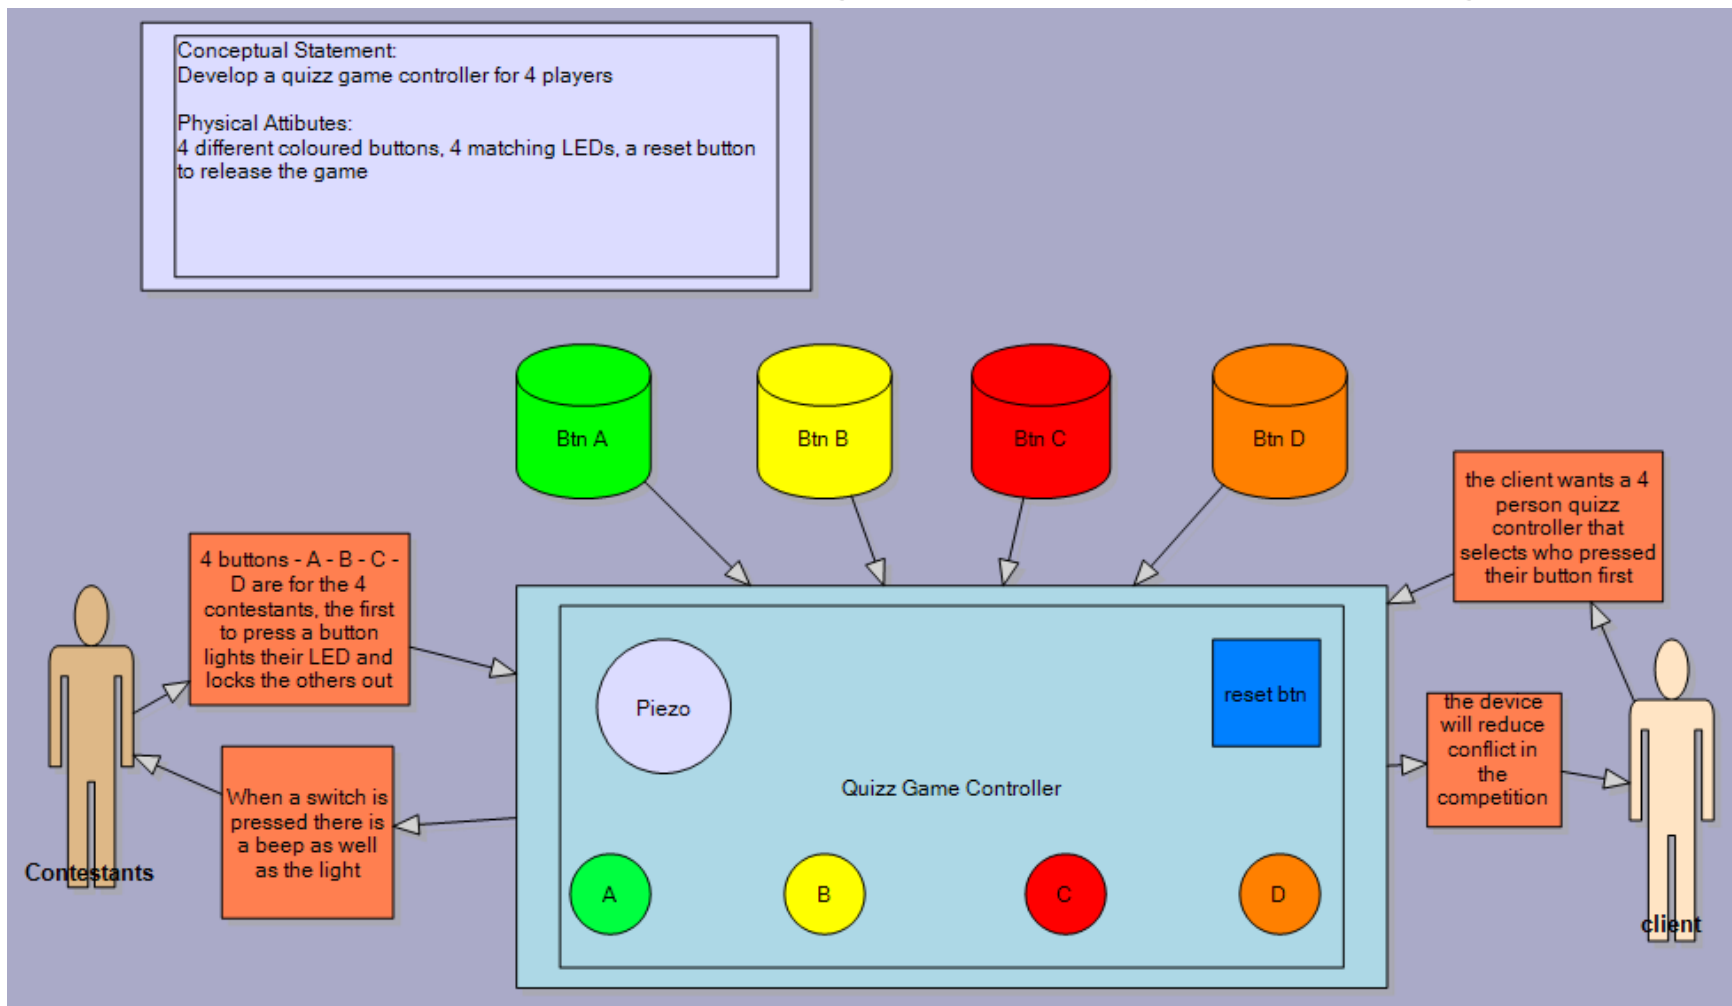 Conceptual Statement:
Develop a quizz game controller for 4 players
Physical Attibutes:
4 different coloured buttons, 4 matching LEDs, a reset button
to release the game
Btn A
Btn B
Btn C
Btn D
the client wants a 4
person quizz
controller that
selects who pressed
their button first
4 buttons - A - B - C -
D are for the 4
contestants, the first
to press a button
lights their LED and
locks the others out
Piezo
reset btn
the device
will reduce
conflict in
the
competition
Quizz Game Controller
When a switch is
pressed there is
a beep as well
as the light
Contestants
A
B
C
D
client